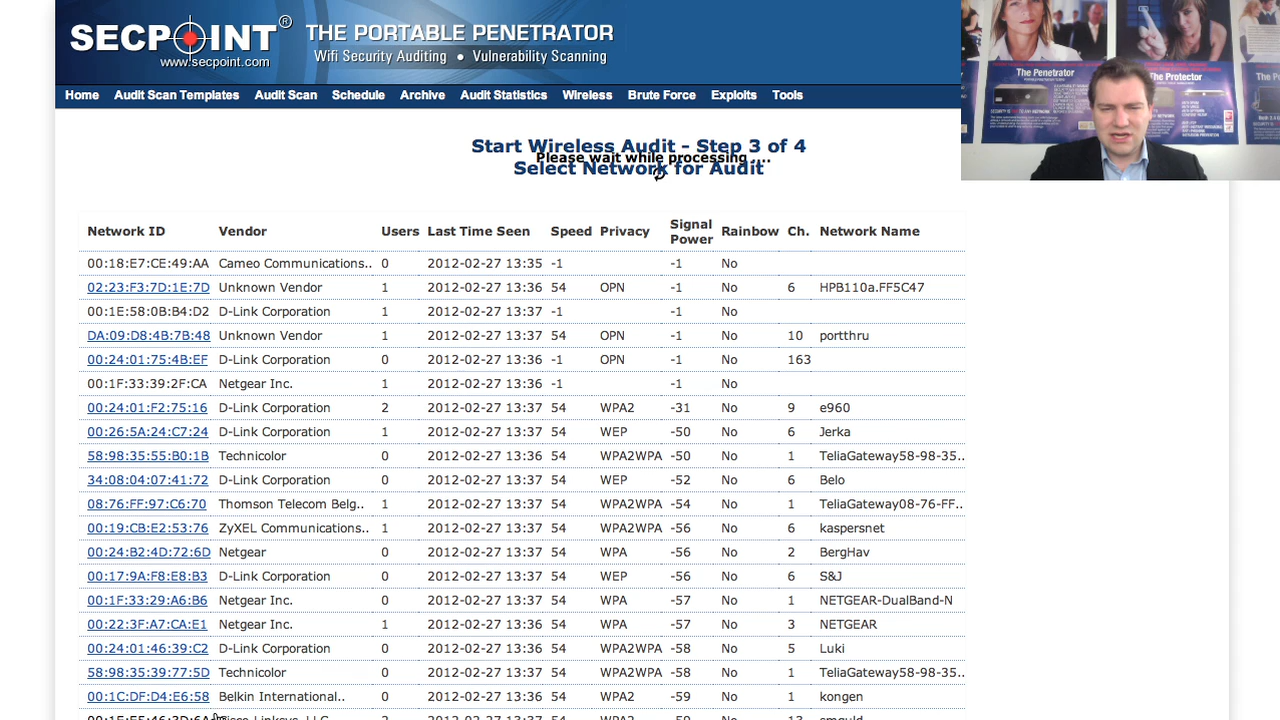 SECPOINT®
www.secpoint.com
THE PORTABLE PENETRATOR
Wifi Security Auditing ● Vulnerability Scanning
The Penetrator
The Protector
Home Audit Scan Templates Audit Scan Schedule Archive Audit Statistics Wireless Brute Force Exploits Tools
Start Wireless Audit - Step 3 of 4
Please wait while processing ....
Select Network for Audit
Network ID Vendor Users Last Time Seen Speed Privacy Signal Power Rainbow Ch. Network Name
00:18:E7:CE:49:AA Cameo Communications.. 0 2012-02-27 13:35 -1 -1 No
02:23:F3:7D:1E:7D Unknown Vendor 1 2012-02-27 13:36 54 OPN -1 No 6 HPB110a.FF5C47
00:1E:58:0B:B4:D2 D-Link Corporation 1 2012-02-27 13:37 -1 -1 No
DA:09:D8:4B:7B:48 Unknown Vendor 1 2012-02-27 13:37 54 OPN -1 No 10 portthru
00:24:01:75:4B:EF D-Link Corporation 0 2012-02-27 13:36 -1 OPN -1 No 163
00:1F:33:39:2F:CA Netgear Inc. 1 2012-02-27 13:36 -1 -1 No
00:24:01:F2:75:16 D-Link Corporation 2 2012-02-27 13:37 54 WPA2 -31 No 9 e960
00:26:5A:24:C7:24 D-Link Corporation 1 2012-02-27 13:37 54 WEP -50 No 6 Jerka
58:98:35:55:B0:1B Technicolor 0 2012-02-27 13:37 54 WPA2WPA -50 No 1 TeliaGateway58-98-35..
34:08:04:07:41:72 D-Link Corporation 0 2012-02-27 13:37 54 WEP -52 No 6 Belo
08:76:FF:97:C6:70 Thomson Telecom Belg.. 1 2012-02-27 13:37 54 WPA2WPA -54 No 1 TeliaGateway08-76-FF..
00:19:CB:E2:53:76 ZyXEL Communications.. 1 2012-02-27 13:37 54 WPA2WPA -56 No 6 kaspersnet
00:24:B2:4D:72:6D Netgear 0 2012-02-27 13:37 54 WPA -56 No 2 BergHav
00:17:9A:F8:E8:B3 D-Link Corporation 0 2012-02-27 13:37 54 WEP -56 No 6 S&J
00:1F:33:29:A6:B6 Netgear Inc. 0 2012-02-27 13:37 54 WPA -57 No 1 NETGEAR-DualBand-N
00:22:3F:A7:CA:E1 Netgear Inc. 1 2012-02-27 13:37 54 WPA -57 No 3 NETGEAR
00:24:01:46:39:C2 D-Link Corporation 0 2012-02-27 13:37 54 WPA2WPA -58 No 5 Luki
58:98:35:39:77:5D Technicolor 0 2012-02-27 13:37 54 WPA2WPA -58 No 1 TeliaGateway58-98-35..
00:1C:DF:D4:E6:58 Belkin International.. 0 2012-02-27 13:36 54 WPA2 -59 No 1 kongen